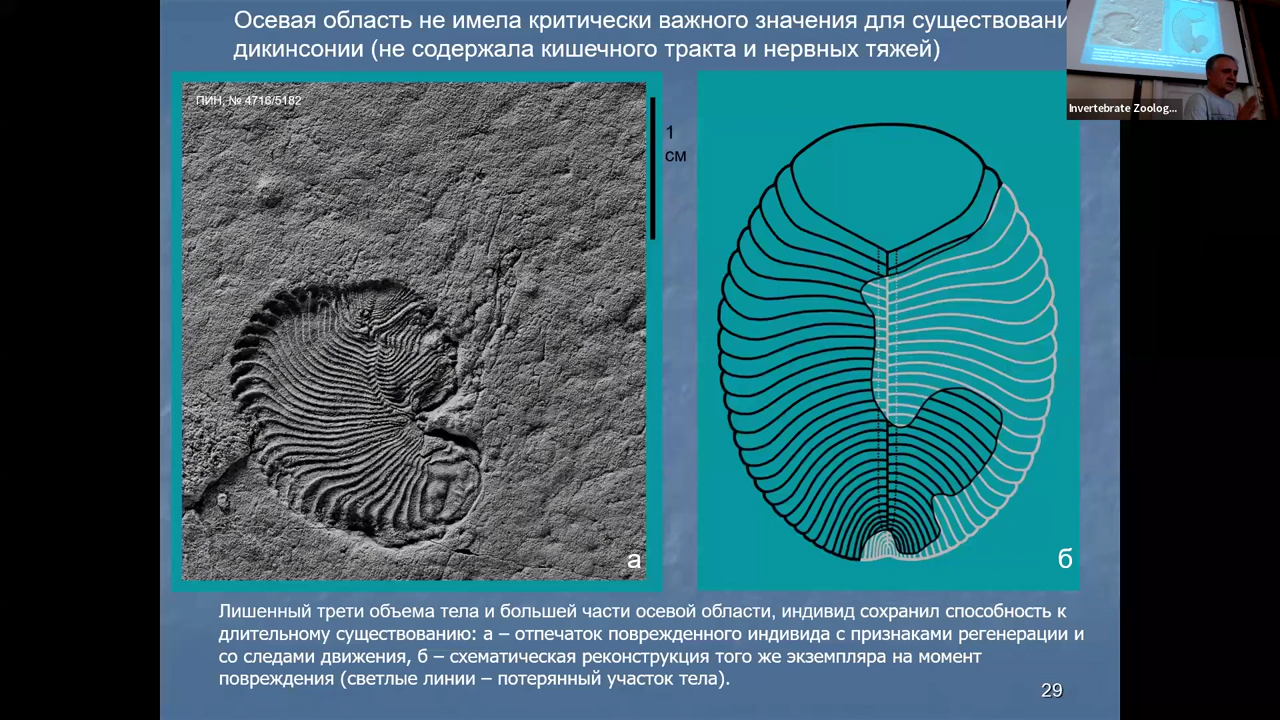 Осевая область не имела критически важного значения для
дикинсонии (не содержала кишечного тракта и нервных тяжей)
Invertebrate Zoolog...
ПИН, № 4716/5182
1
см
а
б
Лишенный трети объема тела и большей части осевой области, индивид сохранил способность к
длительному существованию: а – отпечаток поврежденного индивида с признаками регенерации и
со следами движения, б – схематическая реконструкция того же экземпляра на момент
повреждения (светлые линии – потерянный участок тела).
29